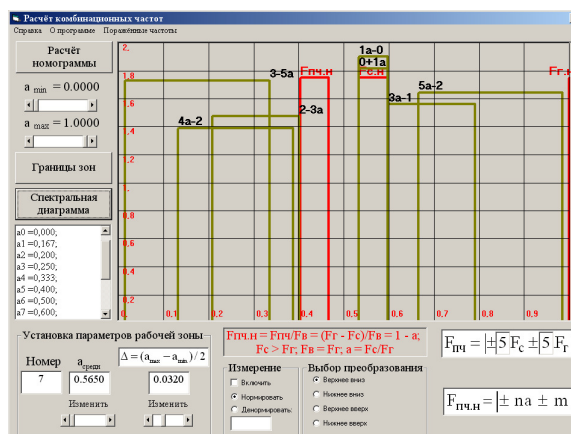 Расчёт комбинационных частот
Справка О программе Поражённые частоты
Расчёт
номограммы
a min = 0.0000
a max = 1.0000
Границы зон
Спектральная
диаграмма
a0 =0,000;
a1 =0,167;
a2 =0,200;
a3 =0,250;
a4 =0,333;
a5 =0,400;
a6 =0,500;
a7 =0,600;
2.
1,8
1,6
1,4
1,2
1.
0,8
0,6
0,4
0,2
0. 0.1 0.2 0.3 0.4 0.5 0.6 0.7 0.8 0.9
1a-0
0+1a
3-5a Fпч.н Fс.н Fг.н
5a-2
2-3a 3a-1
4a-2
Установка параметров рабочей зоны
Номер a средн Δ = (a max – a min) / 2
7 0.5650 0.0320
Изменить Изменить
Fпч.н = Fпч/Fв = (Fг - Fс)/Fв = 1 - a;
Fс > Fг; Fв = Fг; a = Fс/Fг
Измерение
Включить
Нормировать
Денормировать:
Выбор преобразования
Верхнее вниз
Нижнее вниз
Верхнее вверх
Нижнее вверх
Fпч = |±5 Fс ±5 Fг
Fпч.н = |± na ± m